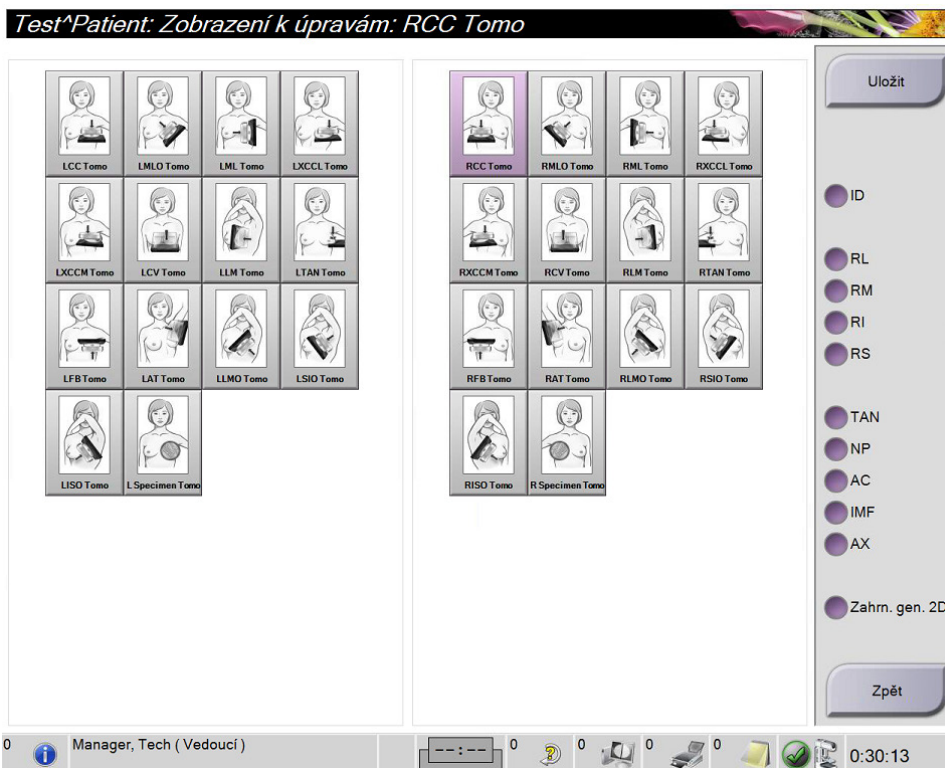 Test^Patient: Zobrazení k úpravám: RCC Tomo
LCC Tomo LMLO Tomo LML Tomo LXCCL Tomo
LXCCM Tomo LCV Tomo LLM Tomo LTAN Tomo
LFB Tomo LAT Tomo LLMO Tomo LSIO Tomo
LISO Tomo L Specimen Tomo
RCC Tomo RMLO Tomo RML Tomo RXCCL Tomo
RXCCM Tomo RCV Tomo RLM Tomo RTAN Tomo
RFB Tomo RAT Tomo RLMO Tomo RSIO Tomo
RISO Tomo R Specimen Tomo
Uložit
ID
RL
RM
RI
RS
TAN
NP
AC
IMF
AX
Zahrn. gen. 2D
Zpět
0 Manager, Tech ( Vedoucí ) --:-- 0 0 0 0 0:30:13